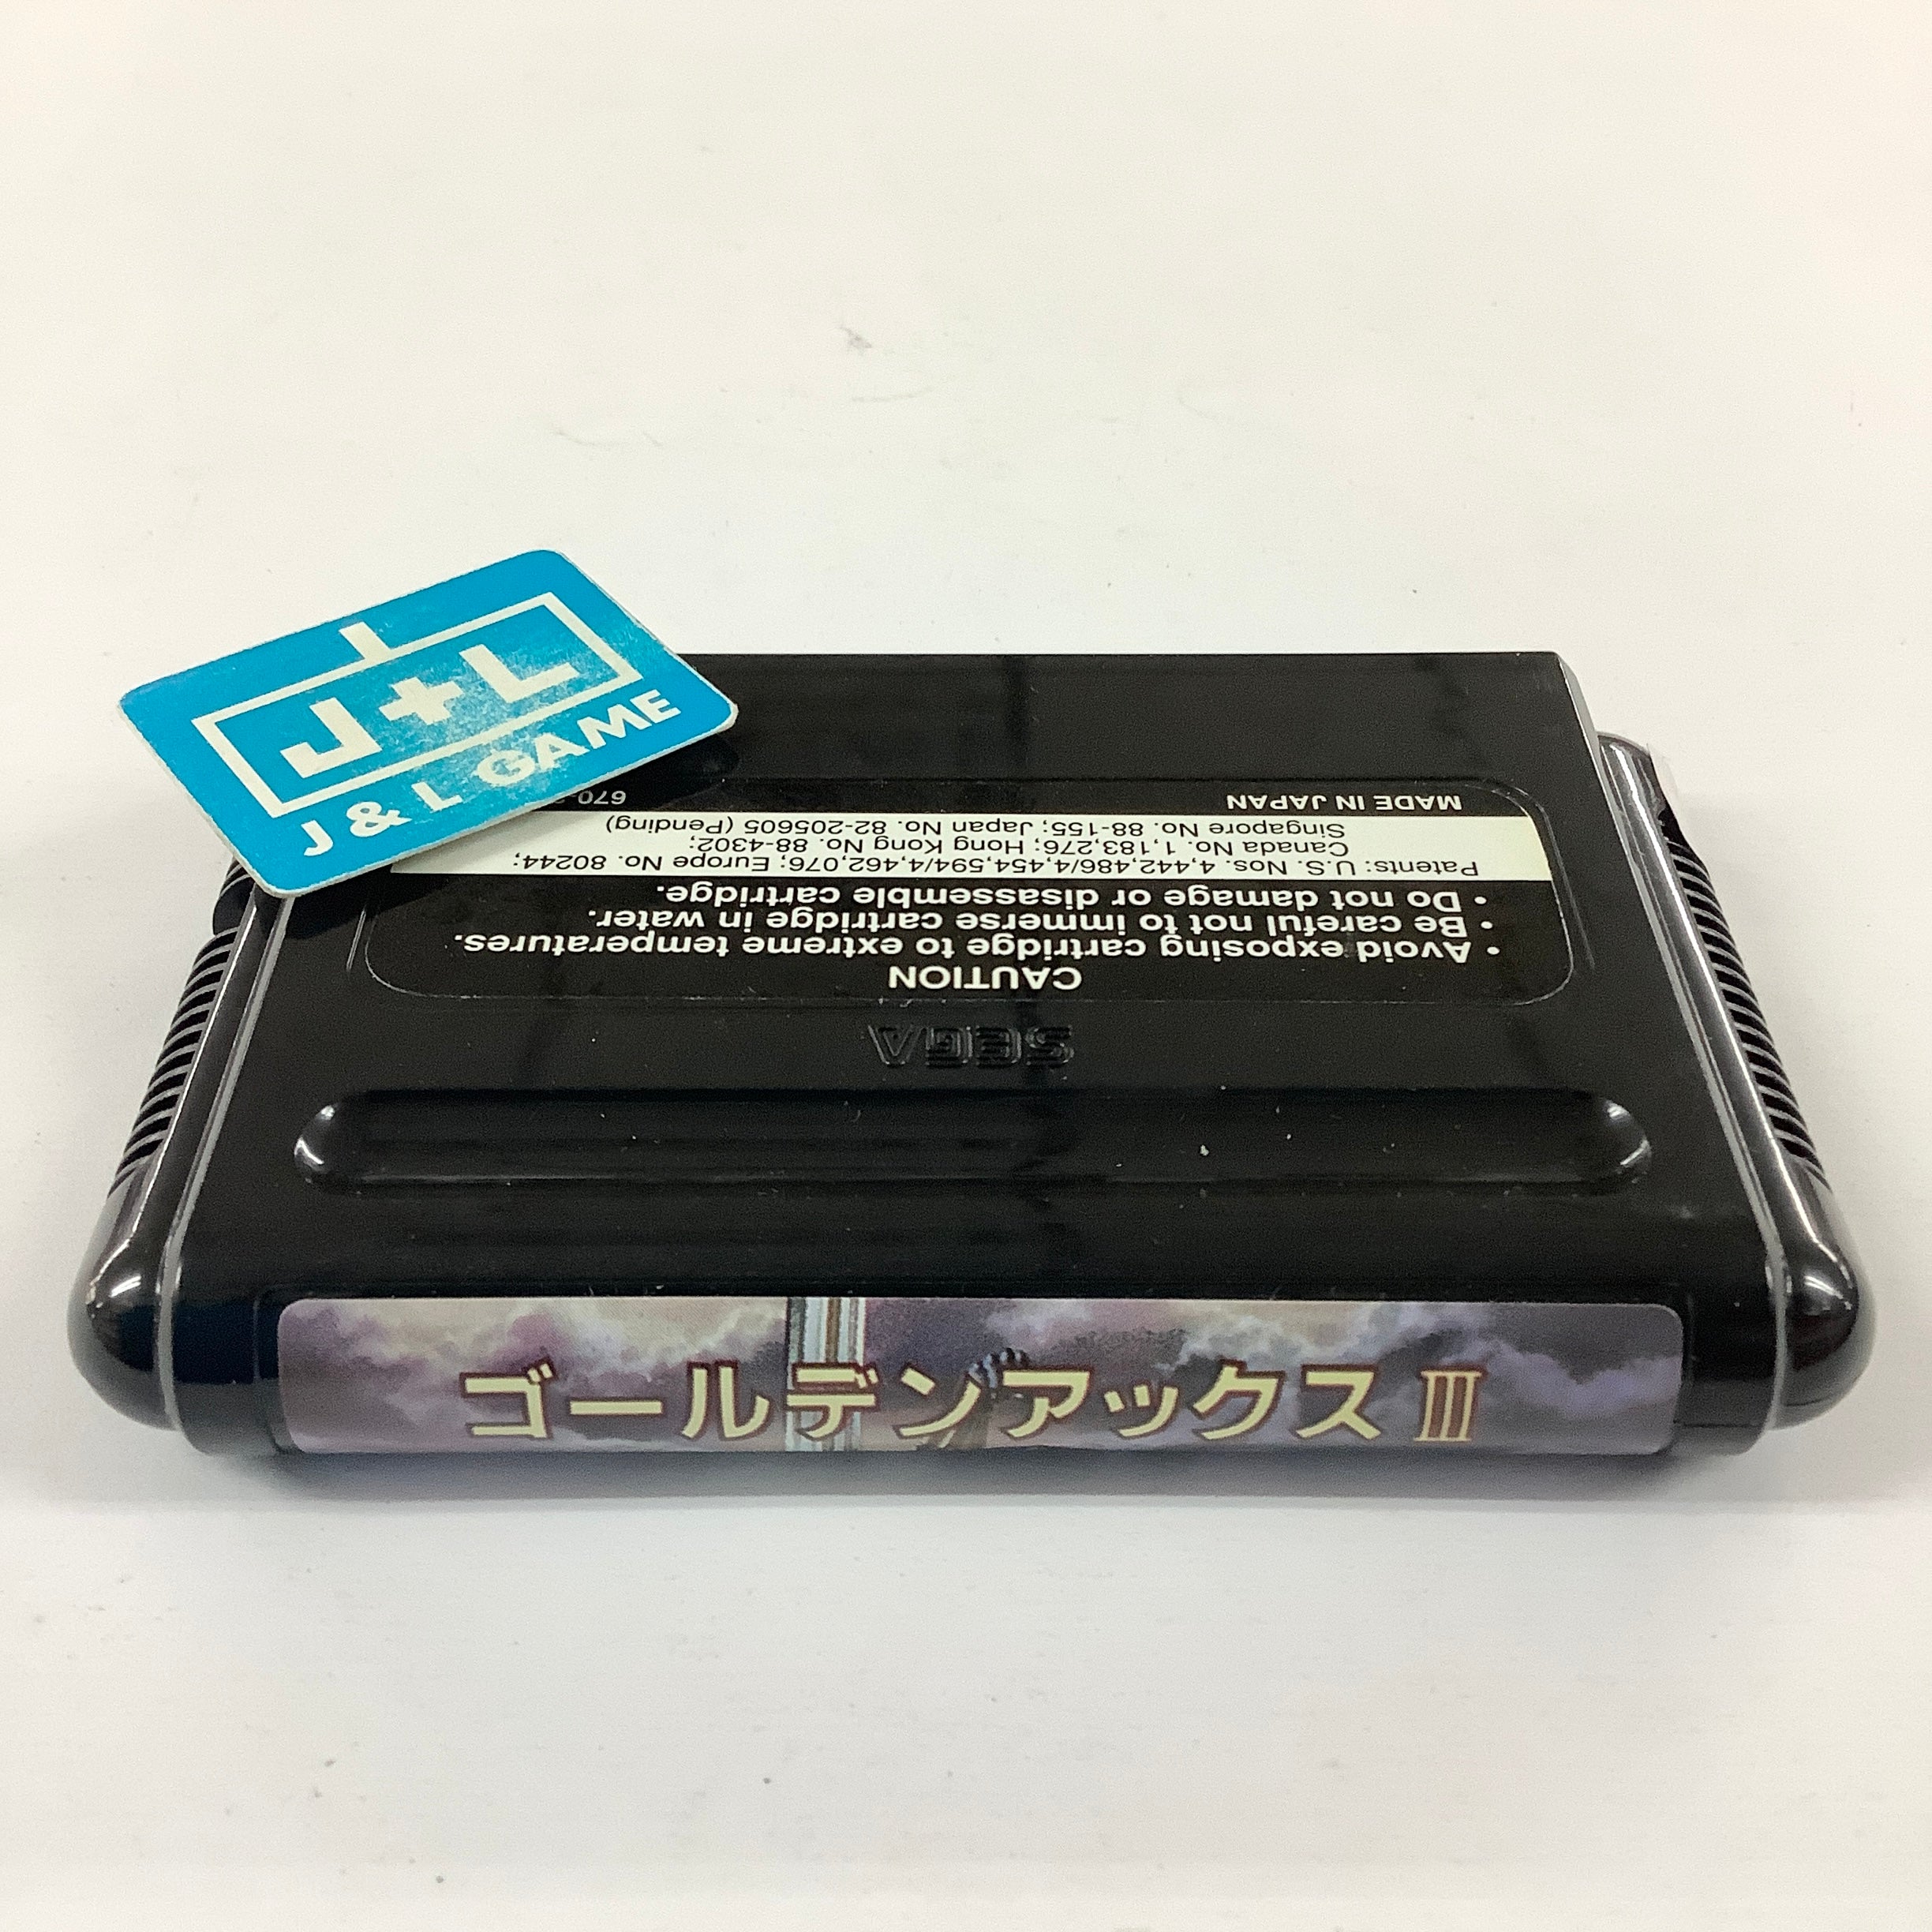 J+L
J & L GAME
SEGA
CAUTION
• Avoid exposing cartridge to extreme temperatures.
• Be careful not to immerse cartridge in water.
• Do not damage or disassemble cartridge.
Patents: U.S. Nos. 4,442,486/4,454,594/4,462,076; Europe No. 80244;
Canada No. 1,183,276; Hong Kong No. 88-4302;
Singapore No. 88-155; Japan No. 82-205605 (Pending)
MADE IN JAPAN
ゴールデンアックスIII